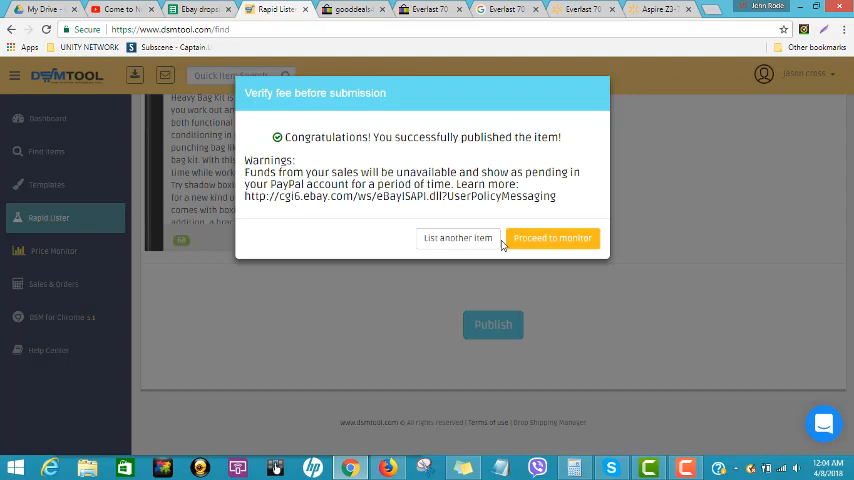 My Drive -
Come to N
Ebay drops
Rapid Lister
gooddeals
Everlast 70
Everlast 70
Everlast 70
Aspire Z3-7
Jenn Rode
Secure | https://www.dsmtool.com/find
Apps UNITY NETWORK Subscene - Captain Other bookmarks
DSMTOOL
Quick Item Search
jason cross
Dashboard
Find Items
Templates
Rapid Lister
Price Monitor
Sales & Orders
DSM for Chrome 5.1
Help Center
Heavy Bag Kit
you work out an
both functional
conditioning in
punching bag lik
bag kit. With this
time while workin
Try shadow boxin
for a new kind u
comes with boxi
addition, a brac
68
Verify fee before submission
Congratulations! You successfully published the item!
Warnings:
Funds from your sales will be unavailable and show as pending in
your PayPal account for a period of time. Learn more:
http://cgi6.ebay.com/ws/eBayISAPI.dll?UserPolicyMessaging
List another item
Proceed to monitor
Publish
www.dsmtool.com © All rights reserved | Terms of use | Drop Shipping Manager
12:04 AM
4/8/2018